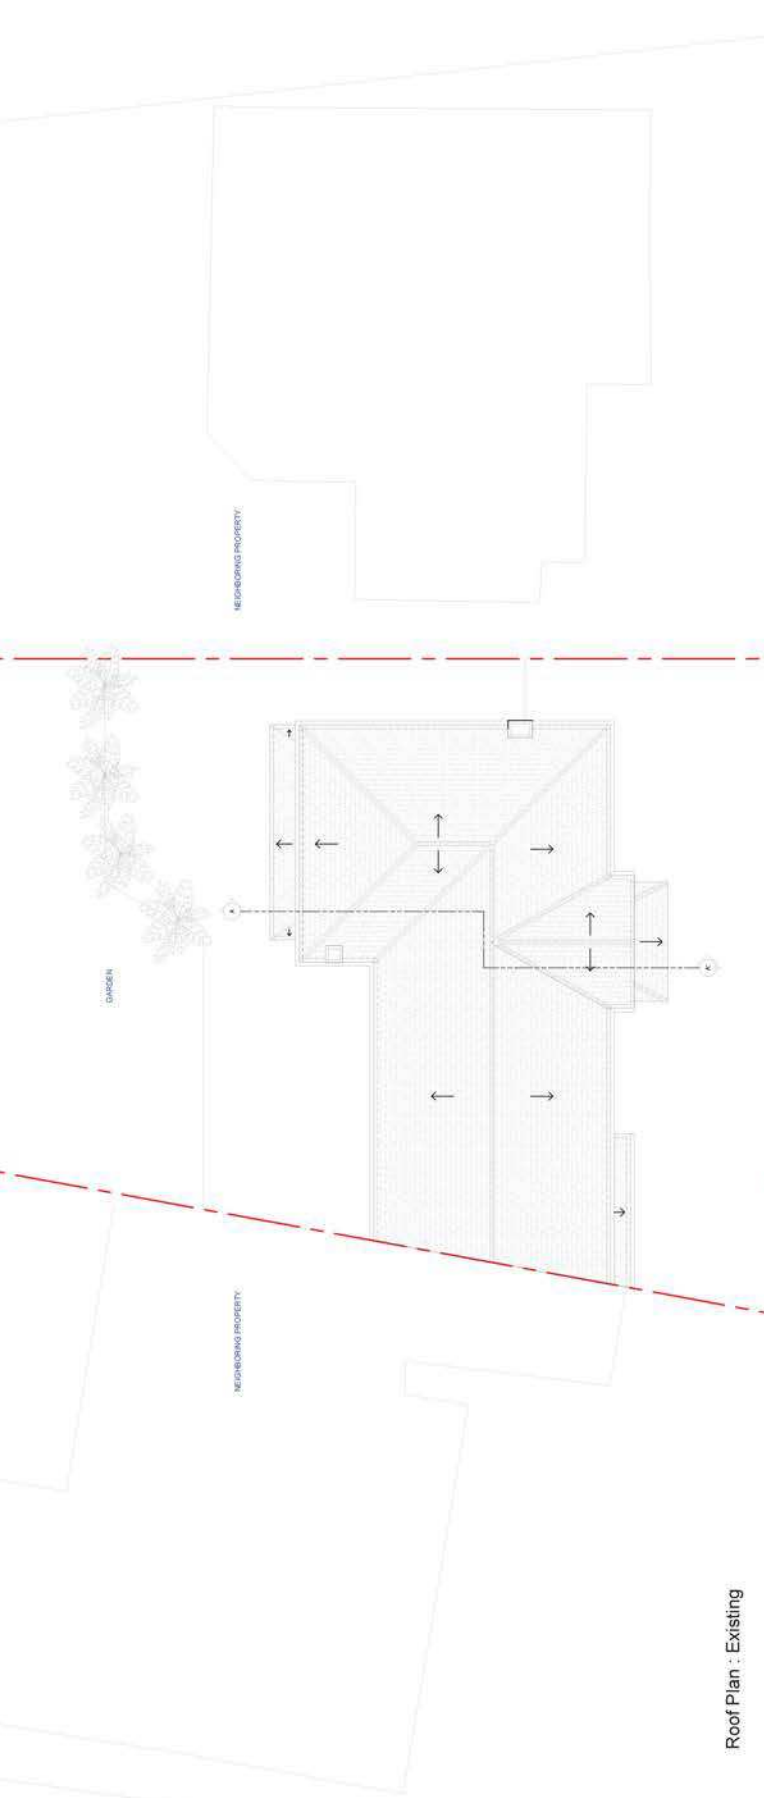 GARDEN
NEIGHBORING PROPERTY
NEIGHBORING PROPERTY
A
A'
Roof Plan : Existing